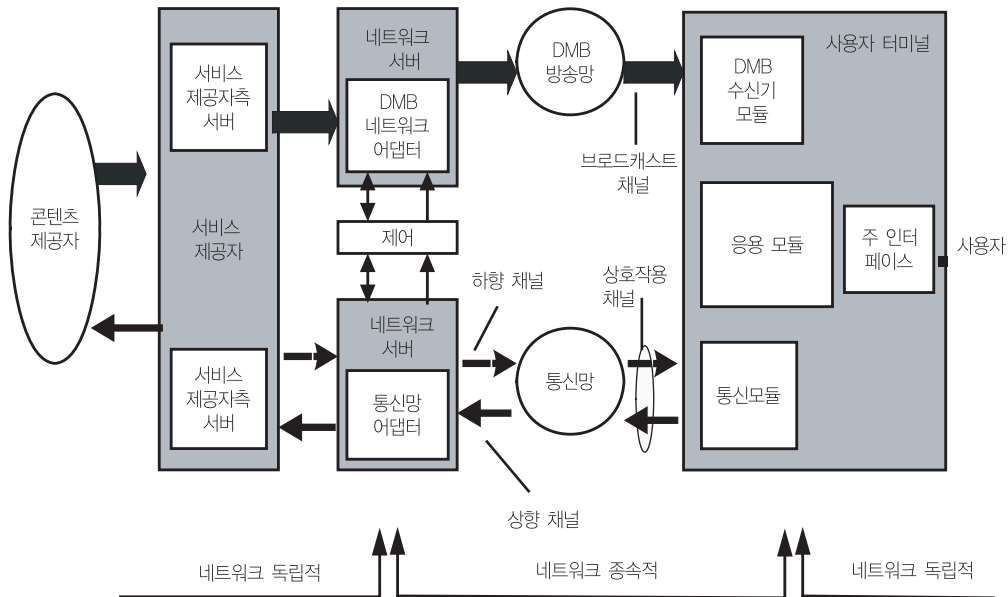 콘텐츠
제공자
서비스
제공자측
서버
서비스
제공자
서비스
제공자측
서버
네트워크
서버
DMB
네트워크
어댑터
제어
네트워크
서버
통신망
어댑터
DMB
방송망
브로드캐스트
채널
하향 채널
상호작용
채널
통신망
상향 채널
사용자 터미널
DMB
수신기
모듈
응용 모듈
주 인터
페이스
사용자
통신모듈
네트워크 독립적
네트워크 종속적
네트워크 독립적